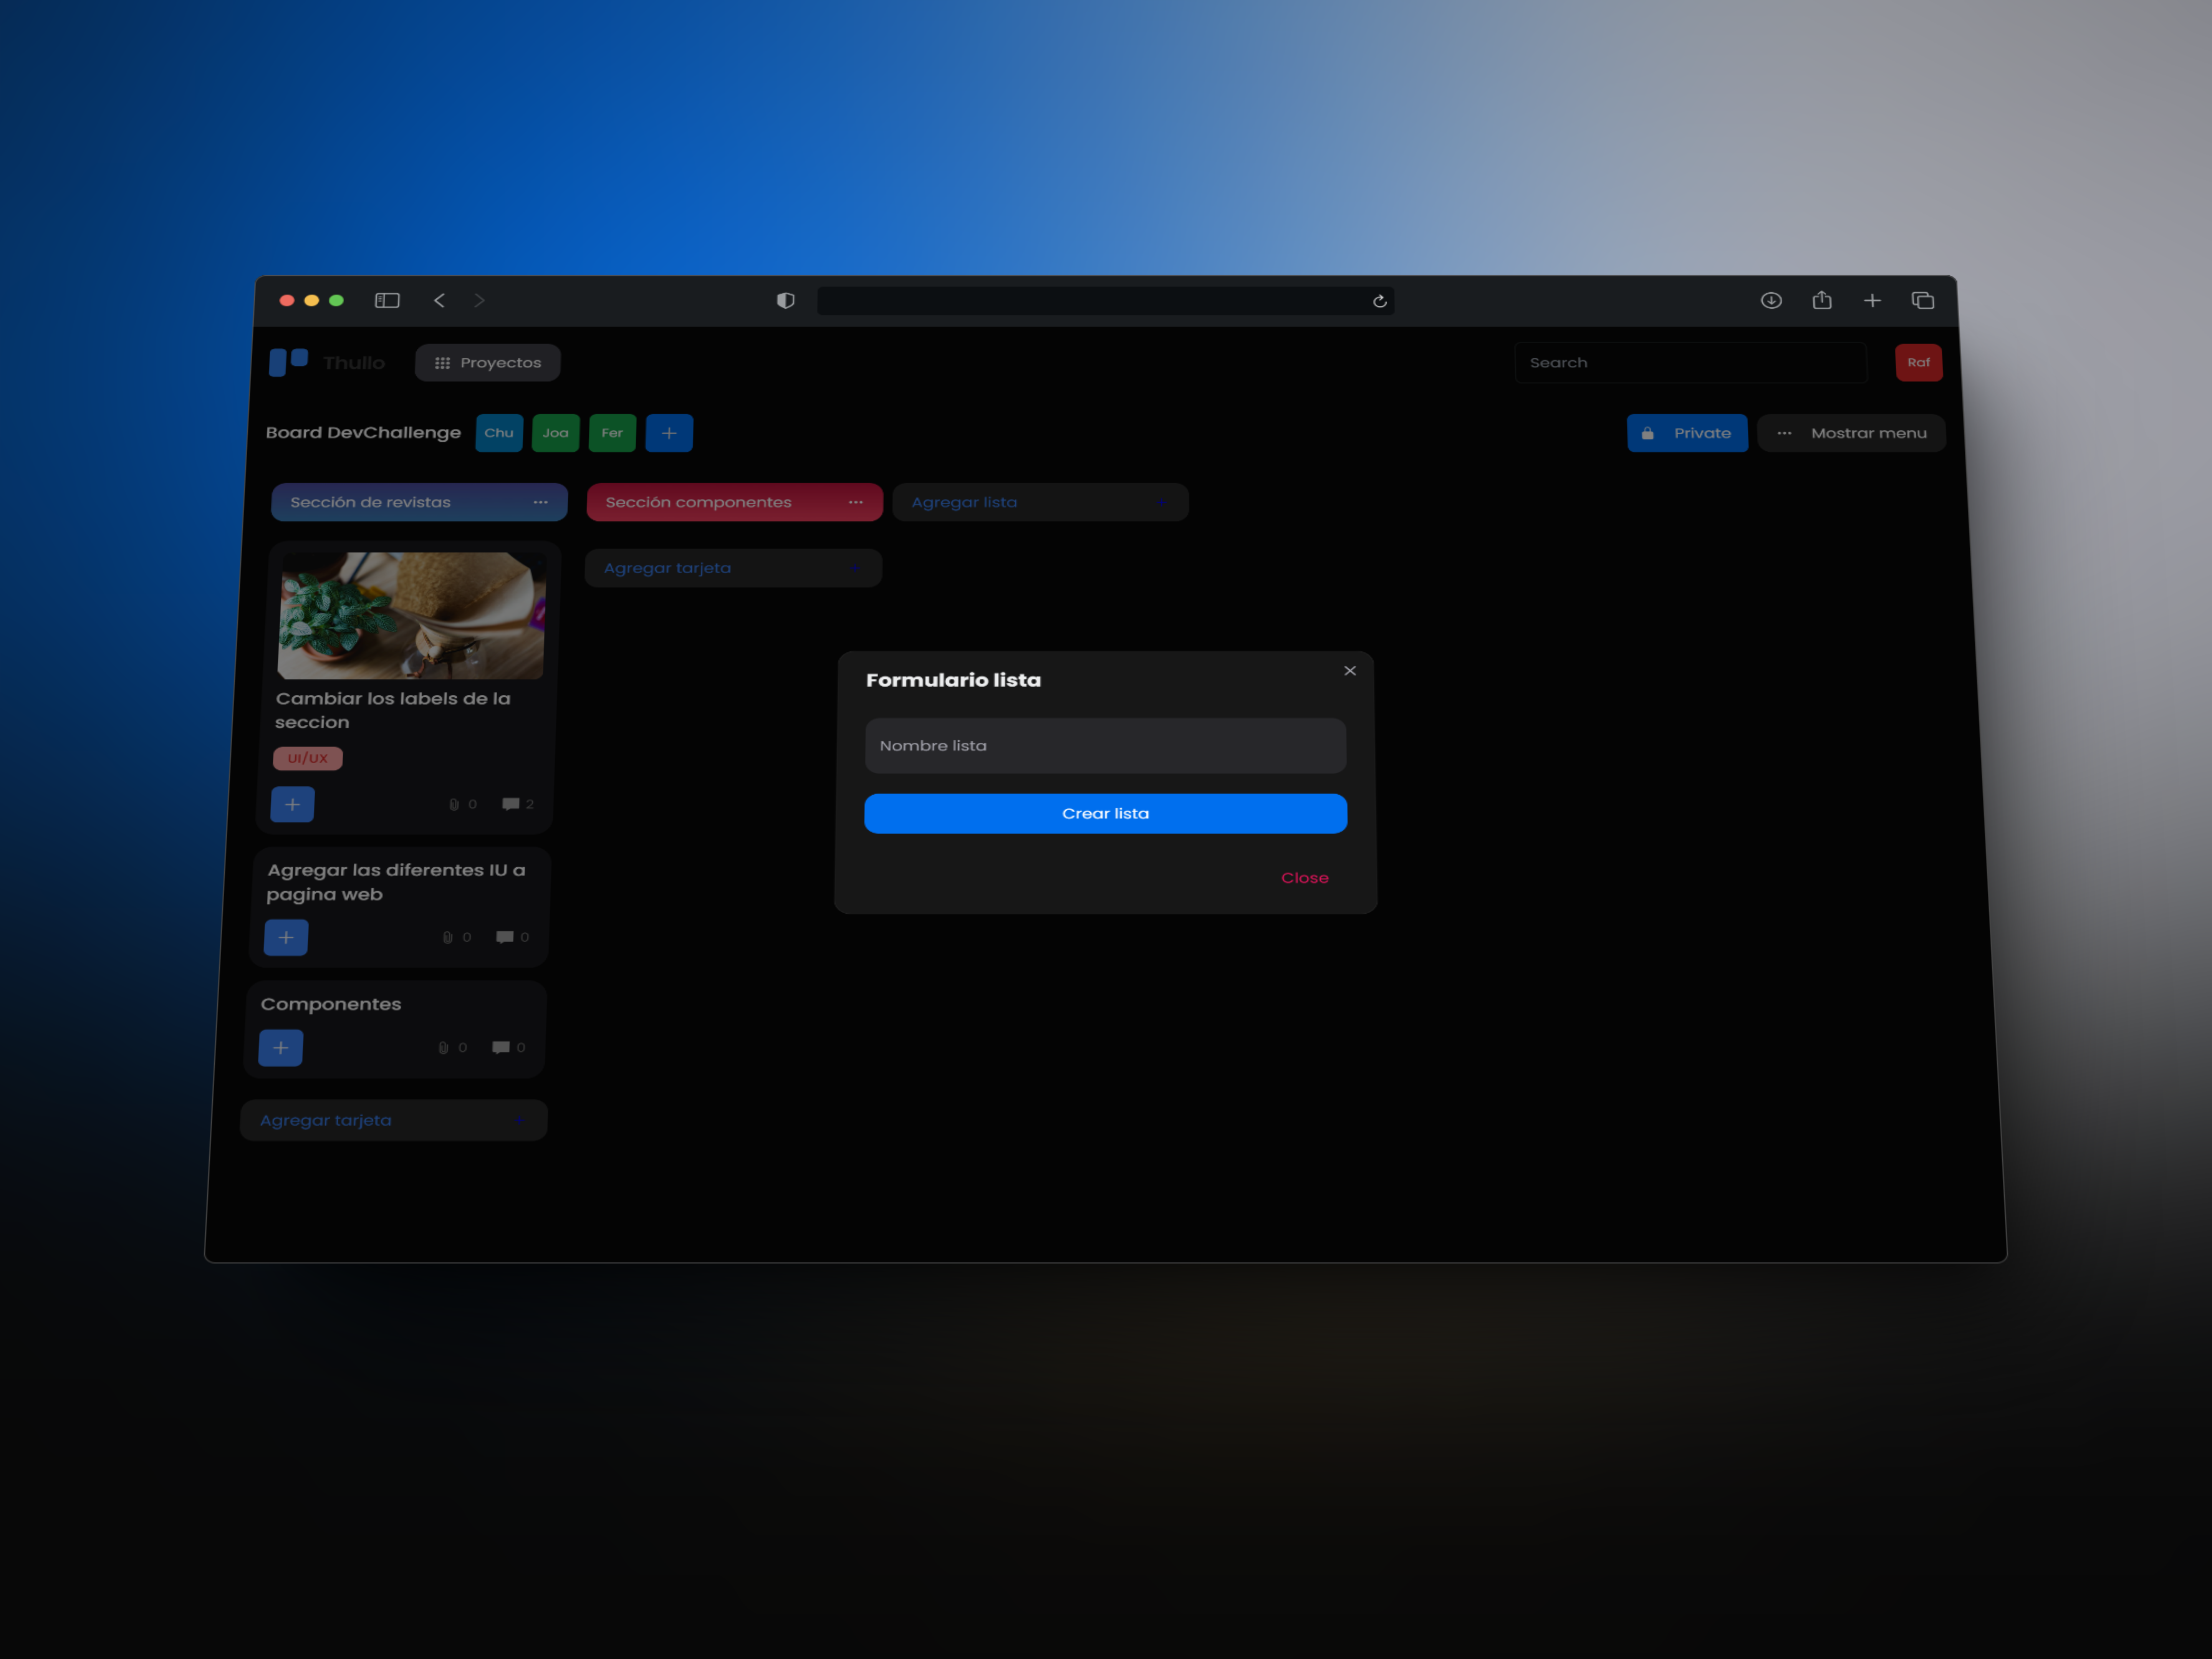 Thullo
Proyectos
Search
Raf
Board DevChallenge
Chu
Joa
Fer
Private
Mostrar menu
Sección de revistas
Sección componentes
Agregar lista
Agregar tarjeta
Cambiar los labels de la
seccion
UI/UX
0
2
Agregar las diferentes IU a
pagina web
0
0
Componentes
0
0
Agregar tarjeta
Formulario lista
Nombre lista
Crear lista
Close